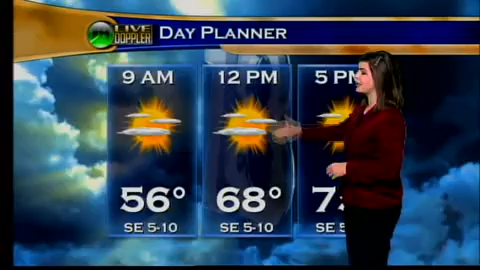 LIVE
DOPPLER
DAY PLANNER
9 AM 12 PM 5 PM
56° 68°
SE 5-10 SE 5-10 SE